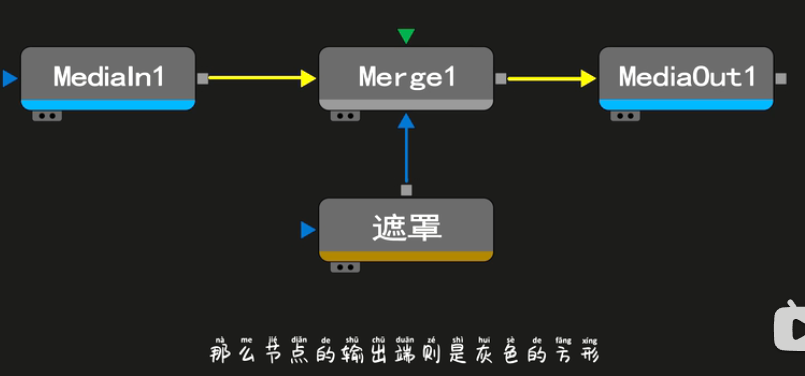 MediaIn1
Merge1
MediaOut1
遮罩
nà me jié diǎn de shū chū duān zé shì huī sè de fāng xíng
那么节点的输出端则是灰色的方形